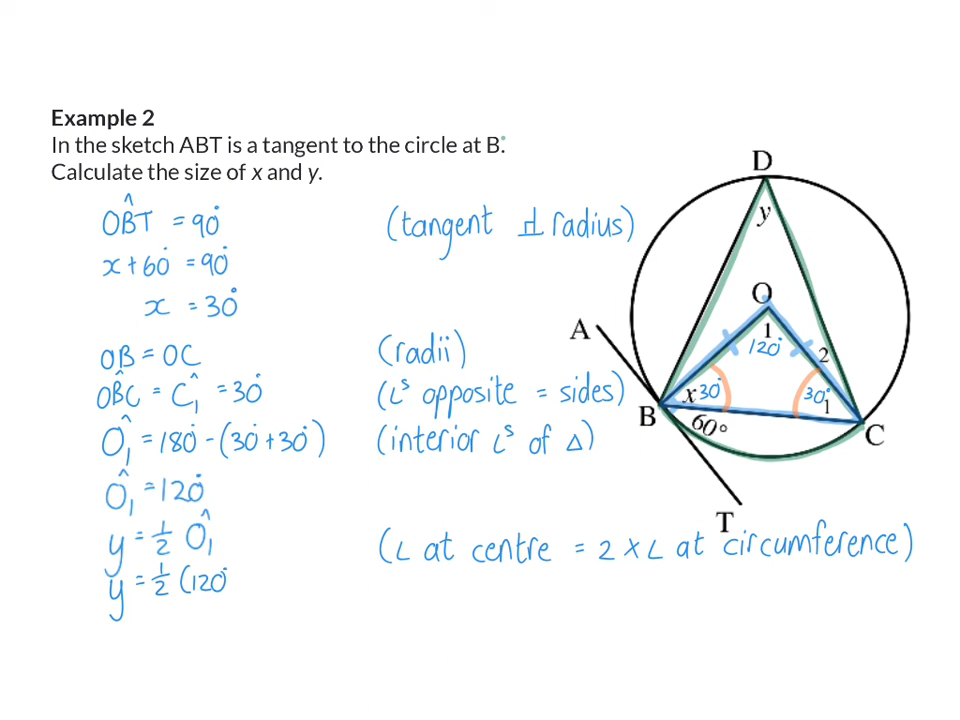 Example 2
In the sketch ABT is a tangent to the circle at B.
Calculate the size of x and y.
OB̂T = 90° (tangent ⊥ radius)
x + 60° = 90°
x = 30°
OB = OC (radii)
OB̂C = Ĉ₁ = 30° (∠ˢ opposite = sides)
Ô₁ = 180° - (30° + 30°) (interior ∠ˢ of Δ)
Ô₁ = 120°
y = ½ Ô₁ (∠ at centre = 2 × ∠ at circumference)
y = ½ (120°
D
y
O
1
120°
2
A
x 30°
30°
1
B
60°
C
T